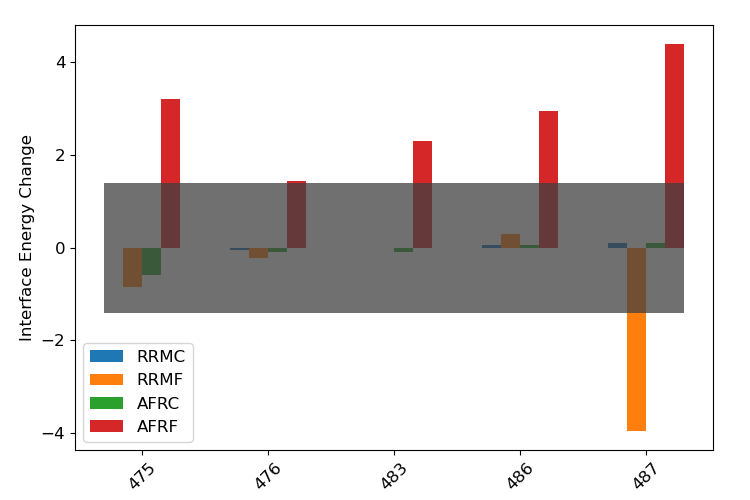 Interface Energy Change
4
2
0
−2
−4
RRMC
RRMF
AFRC
AFRF
475
476
483
486
487